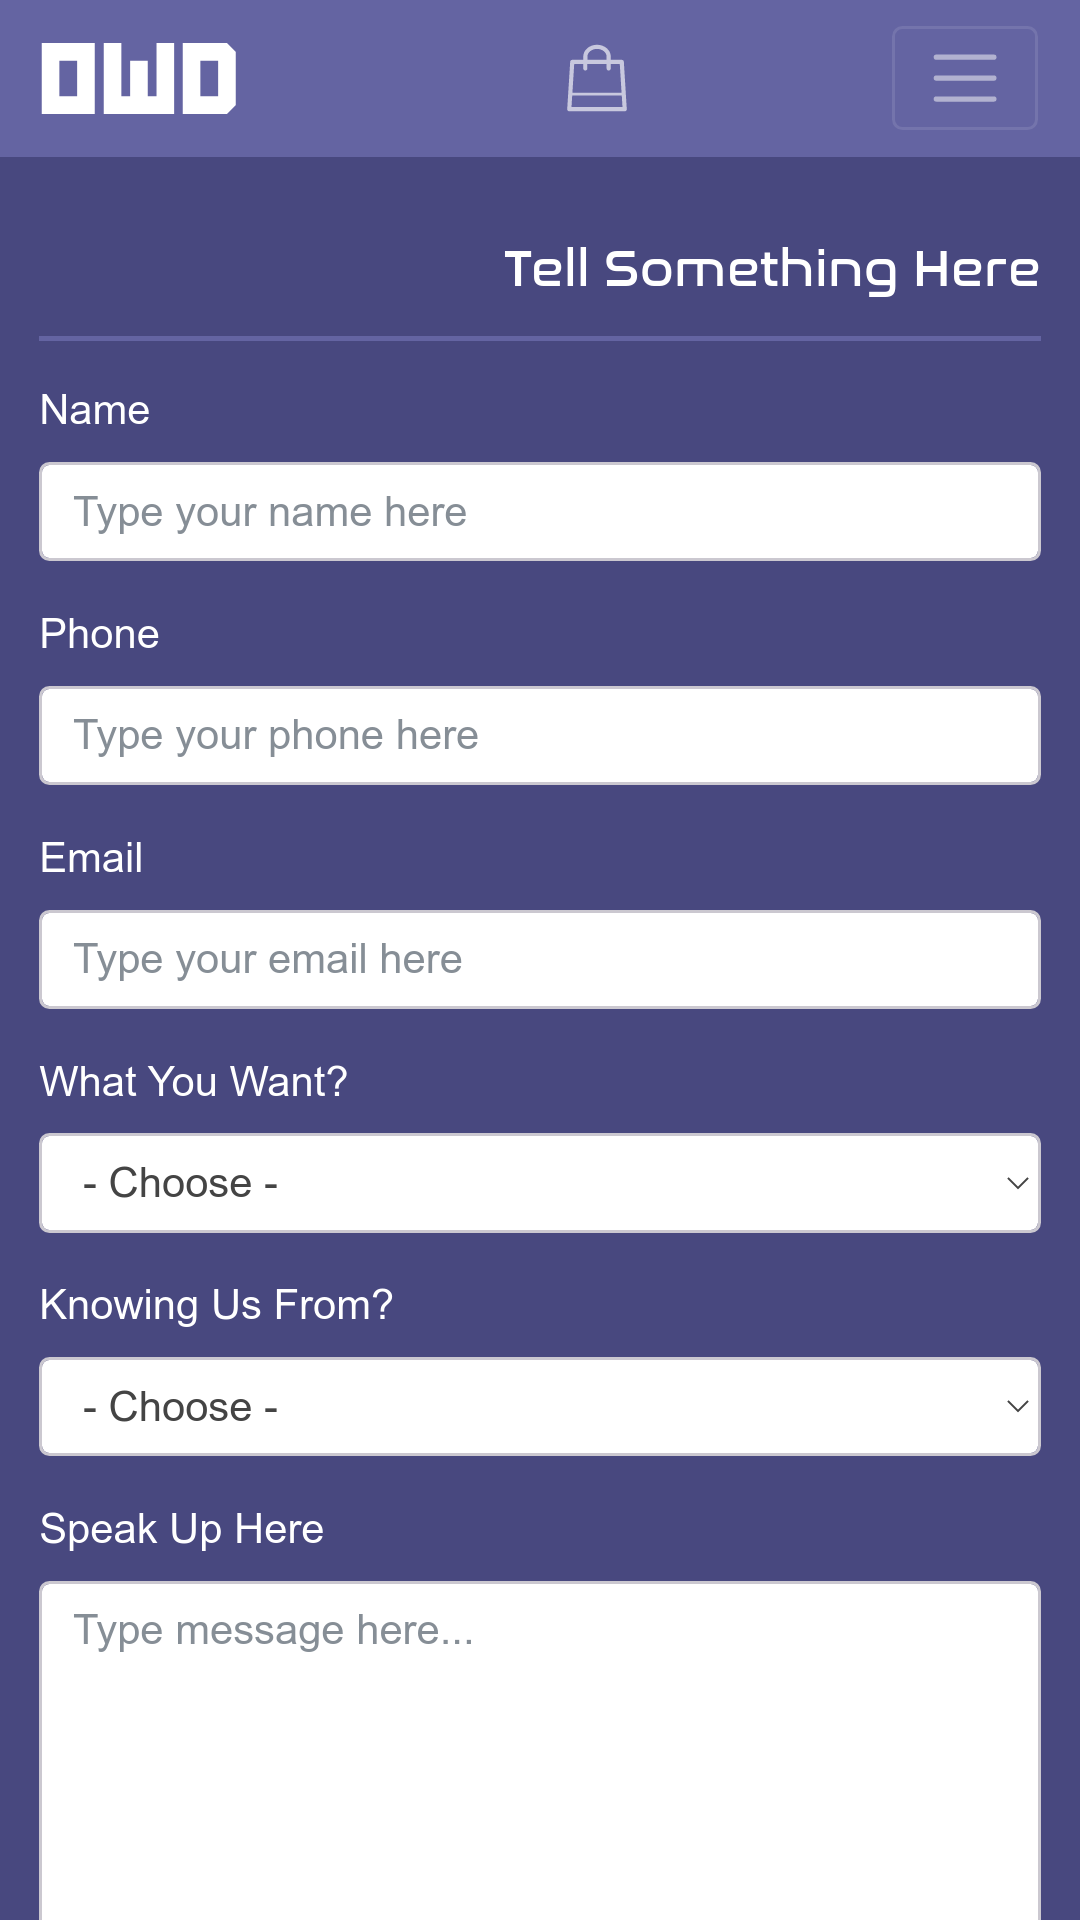 OWD
Tell Something Here
Name
Type your name here
Phone
Type your phone here
Email
Type your email here
What You Want?
- Choose -
Knowing Us From?
- Choose -
Speak Up Here
Type message here...